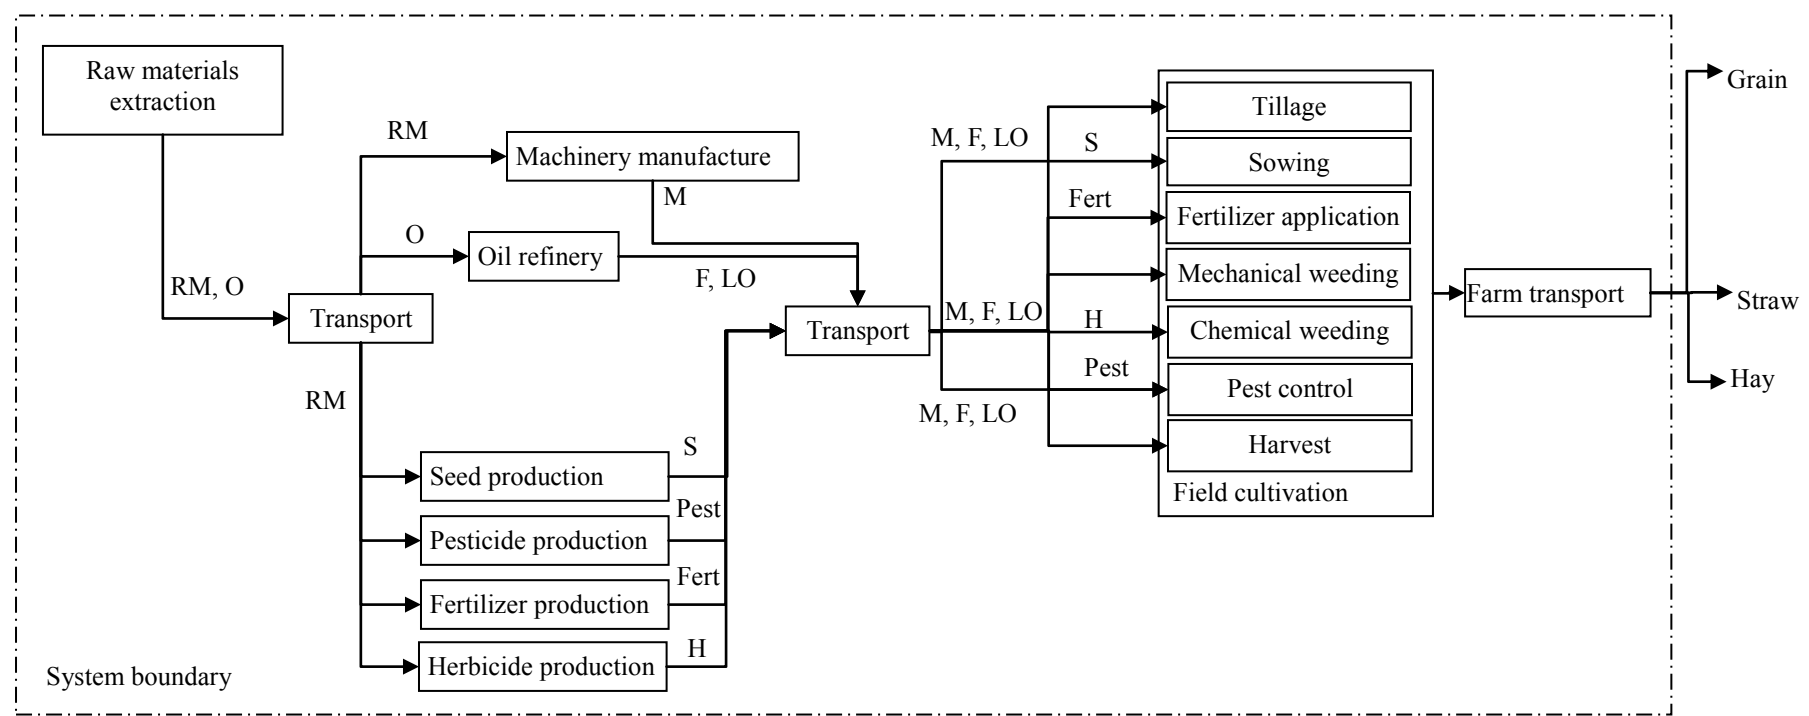 Raw materials
extraction
RM, O
Transport
RM
Machinery manufacture
M
O
Oil refinery
F, LO
RM
Seed production
S
Pesticide production
Pest
Fertilizer production
Fert
Herbicide production
H
Transport
M, F, LO
M, F, LO
M, F, LO
S
Fert
H
Pest
Tillage
Sowing
Fertilizer application
Mechanical weeding
Chemical weeding
Pest control
Harvest
Field cultivation
Farm transport
Grain
Straw
Hay
System boundary